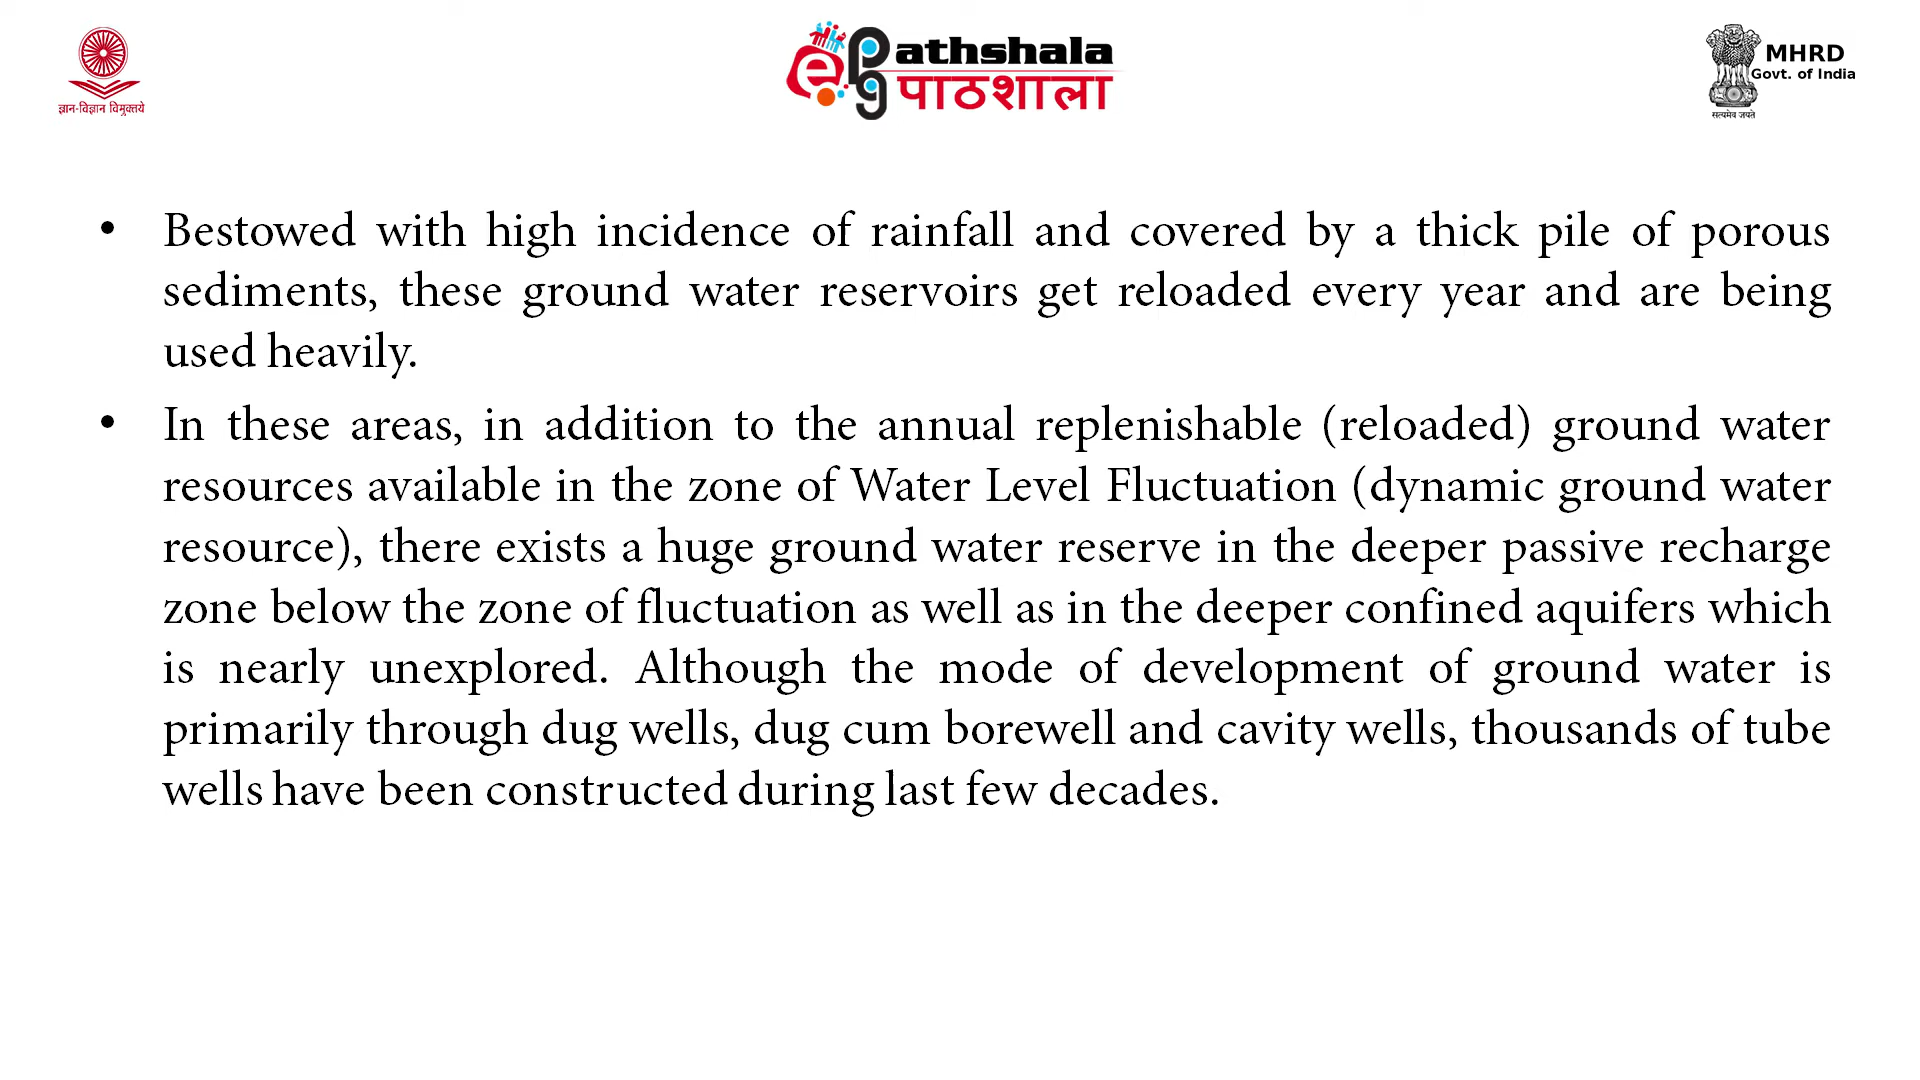 ज्ञान-विज्ञान विमुक्तये
e Pathshala
पाठशाला
MHRD
Govt. of India
सत्यमेव जयते
• Bestowed with high incidence of rainfall and covered by a thick pile of porous
sediments, these ground water reservoirs get reloaded every year and are being
used heavily.
• In these areas, in addition to the annual replenishable (reloaded) ground water
resources available in the zone of Water Level Fluctuation (dynamic ground water
resource), there exists a huge ground water reserve in the deeper passive recharge
zone below the zone of fluctuation as well as in the deeper confined aquifers which
is nearly unexplored. Although the mode of development of ground water is
primarily through dug wells, dug cum borewell and cavity wells, thousands of tube
wells have been constructed during last few decades.